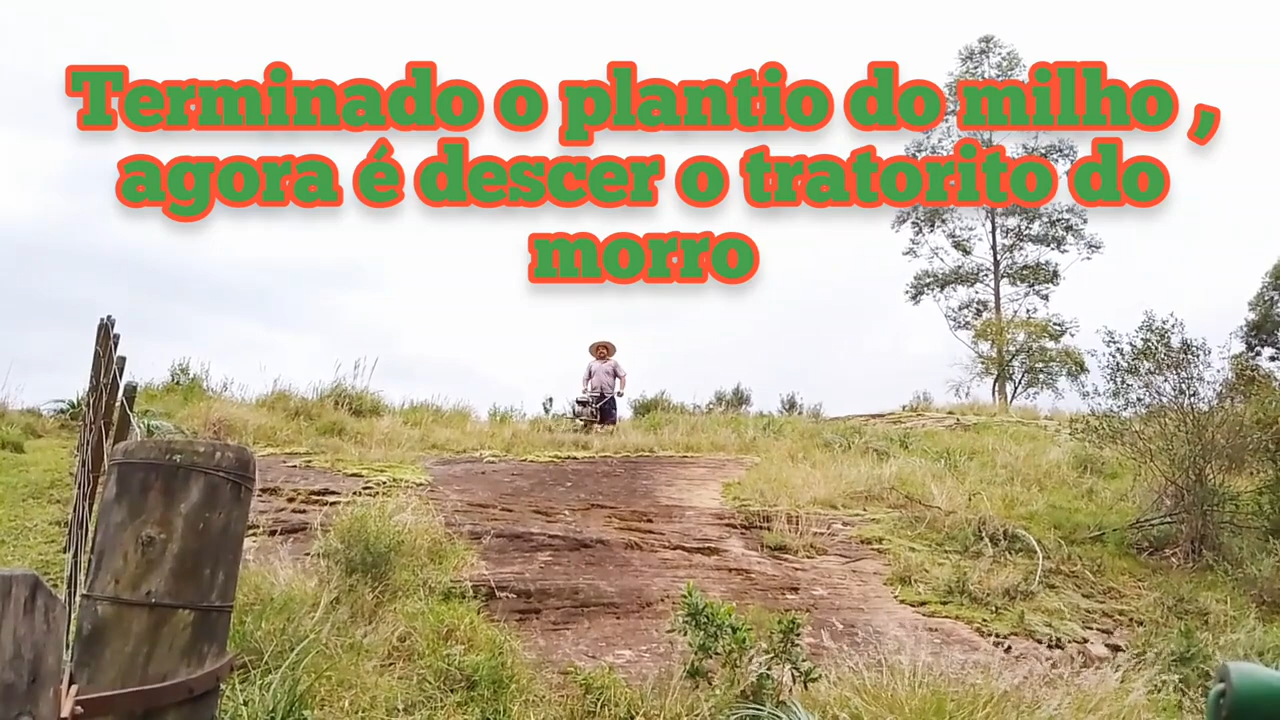 Terminado o plantio do milho ,
agora é descer o tratorito do
morro